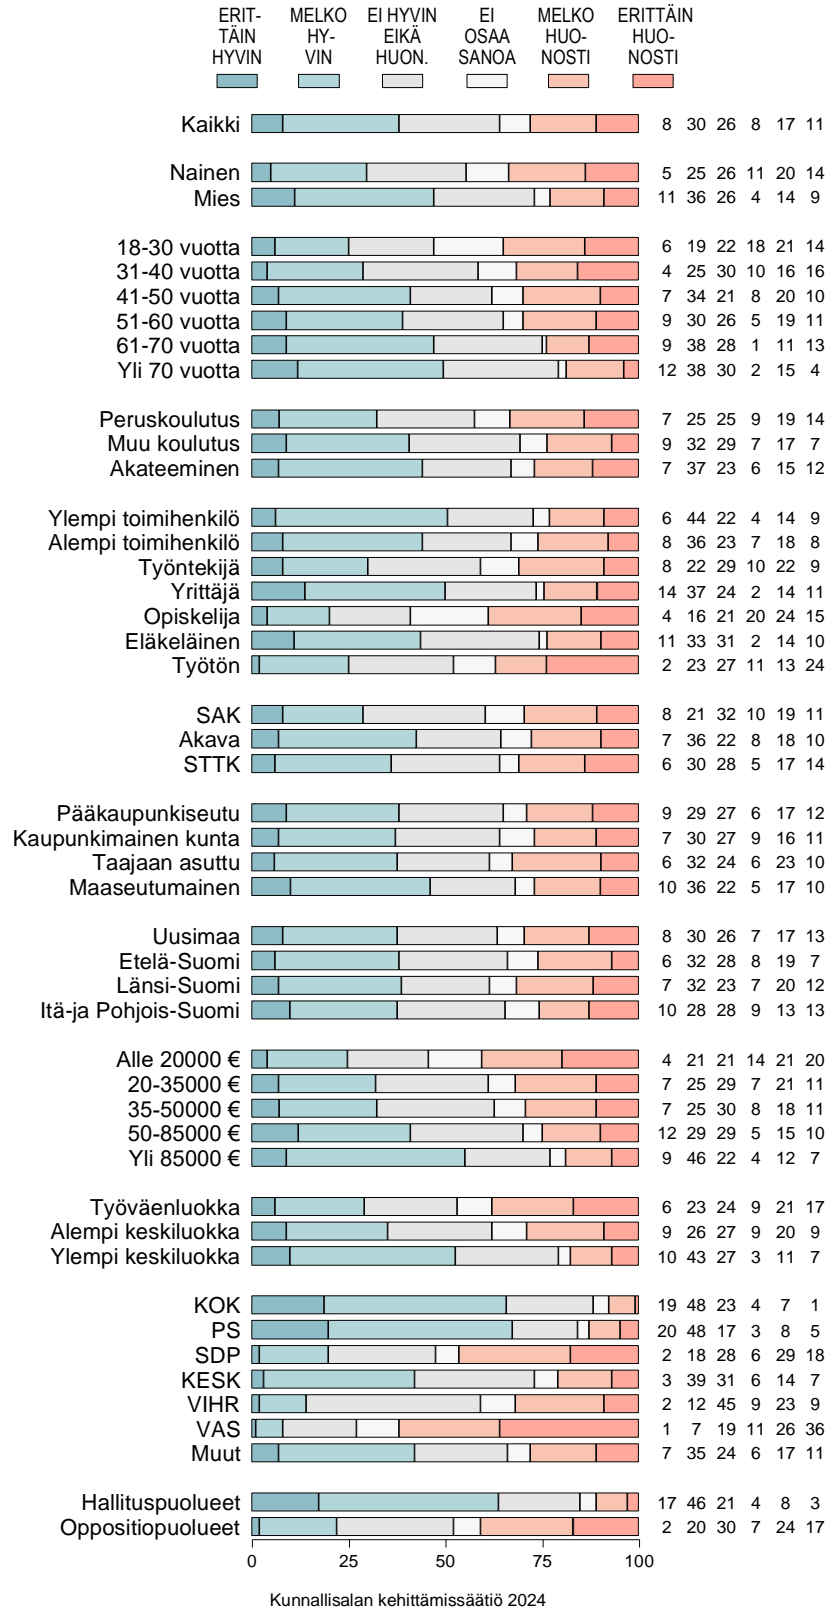 ERIT- MELKO EI HYVIN EI MELKO ERITTÄIN
TÄIN HY- EIKÄ OSAA HUO- HUO-
HYVIN VIN HUON. SANOA NOSTI NOSTI
Kaikki 8 30 26 8 17 11
Nainen 5 25 26 11 20 14
Mies 11 36 26 4 14 9
18-30 vuotta 6 19 22 18 21 14
31-40 vuotta 4 25 30 10 16 16
41-50 vuotta 7 34 21 8 20 10
51-60 vuotta 9 30 26 5 19 11
61-70 vuotta 9 38 28 1 11 13
Yli 70 vuotta 12 38 30 2 15 4
Peruskoulutus 7 25 25 9 19 14
Muu koulutus 9 32 29 7 17 7
Akateeminen 7 37 23 6 15 12
Ylempi toimihenkilö 6 44 22 4 14 9
Alempi toimihenkilö 8 36 23 7 18 8
Työntekijä 8 22 29 10 22 9
Yrittäjä 14 37 24 2 14 11
Opiskelija 4 16 21 20 24 15
Eläkeläinen 11 33 31 2 14 10
Työtön 2 23 27 11 13 24
SAK 8 21 32 10 19 11
Akava 7 36 22 8 18 10
STTK 6 30 28 5 17 14
Pääkaupunkiseutu 9 29 27 6 17 12
Kaupunkimainen kunta 7 30 27 9 16 11
Taajaan asuttu 6 32 24 6 23 10
Maaseutumainen 10 36 22 5 17 10
Uusimaa 8 30 26 7 17 13
Etelä-Suomi 6 32 28 8 19 7
Länsi-Suomi 7 32 23 7 20 12
Itä-ja Pohjois-Suomi 10 28 28 9 13 13
Alle 20000 € 4 21 21 14 21 20
20-35000 € 7 25 29 7 21 11
35-50000 € 7 25 30 8 18 11
50-85000 € 12 29 29 5 15 10
Yli 85000 € 9 46 22 4 12 7
Työväenluokka 6 23 24 9 21 17
Alempi keskiluokka 9 26 27 9 20 9
Ylempi keskiluokka 10 43 27 3 11 7
KOK 19 48 23 4 7 1
PS 20 48 17 3 8 5
SDP 2 18 28 6 29 18
KESK 3 39 31 6 14 7
VIHR 2 12 45 9 23 9
VAS 1 7 19 11 26 36
Muut 7 35 24 6 17 11
Hallituspuolueet 17 46 21 4 8 3
Oppositiopuolueet 2 20 30 7 24 17
0 25 50 75 100
Kunnallisalan kehittämissäätiö 2024